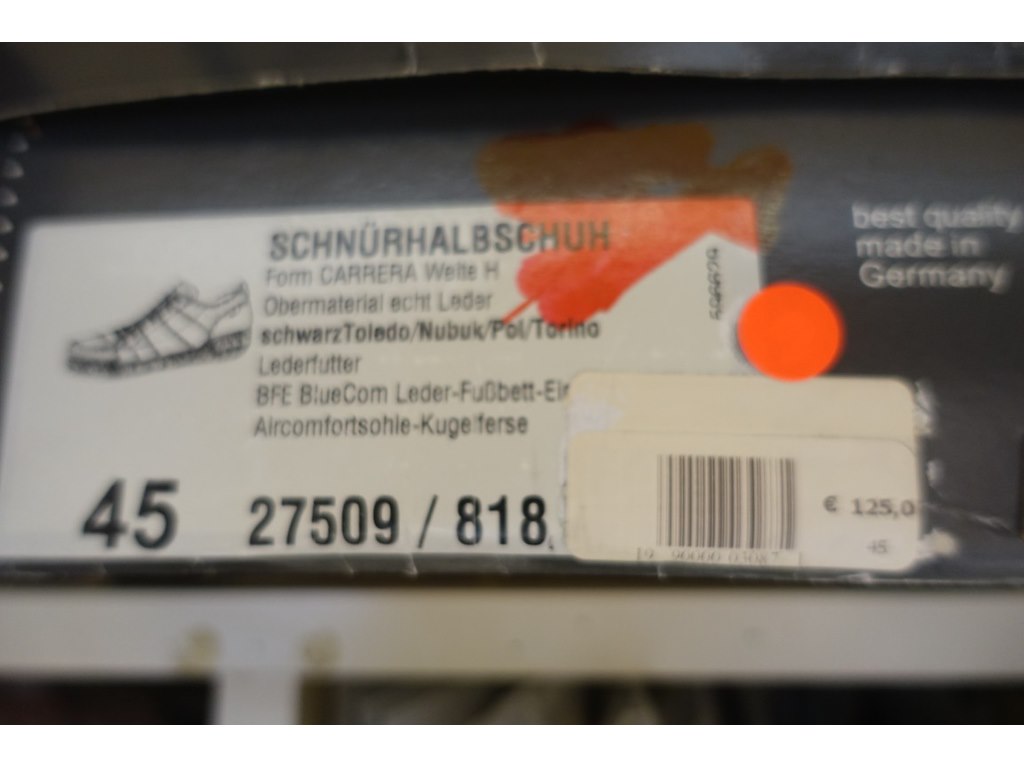 SCHNÜRHALBSCHUH
Form CARRERA Weite H
Obermaterial echt Leder
schwarzToledo/Nubuk/Pol/Torino
Lederfutter
BFE BlueCom Leder-Fußbett-Ein
Aircomfortsohle-Kugelferse
45
27509 / 818
best quality
made in
Germany
€ 125,0
45